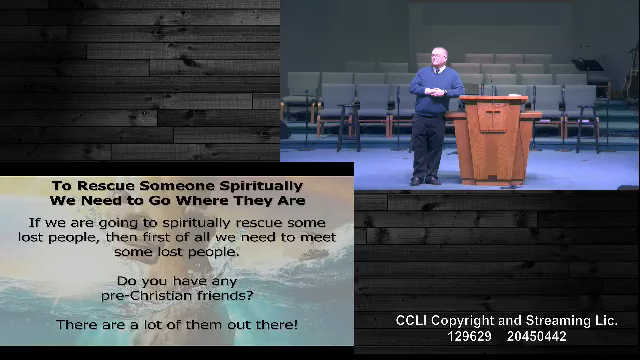 To Rescue Someone Spiritually
We Need to Go Where They Are
If we are going to spiritually rescue some
lost people, then first of all we need to meet
some lost people.
Do you have any
pre-Christian friends?
There are a lot of them out there!
CCLI Copyright and Streaming Lic.
129629 20450442